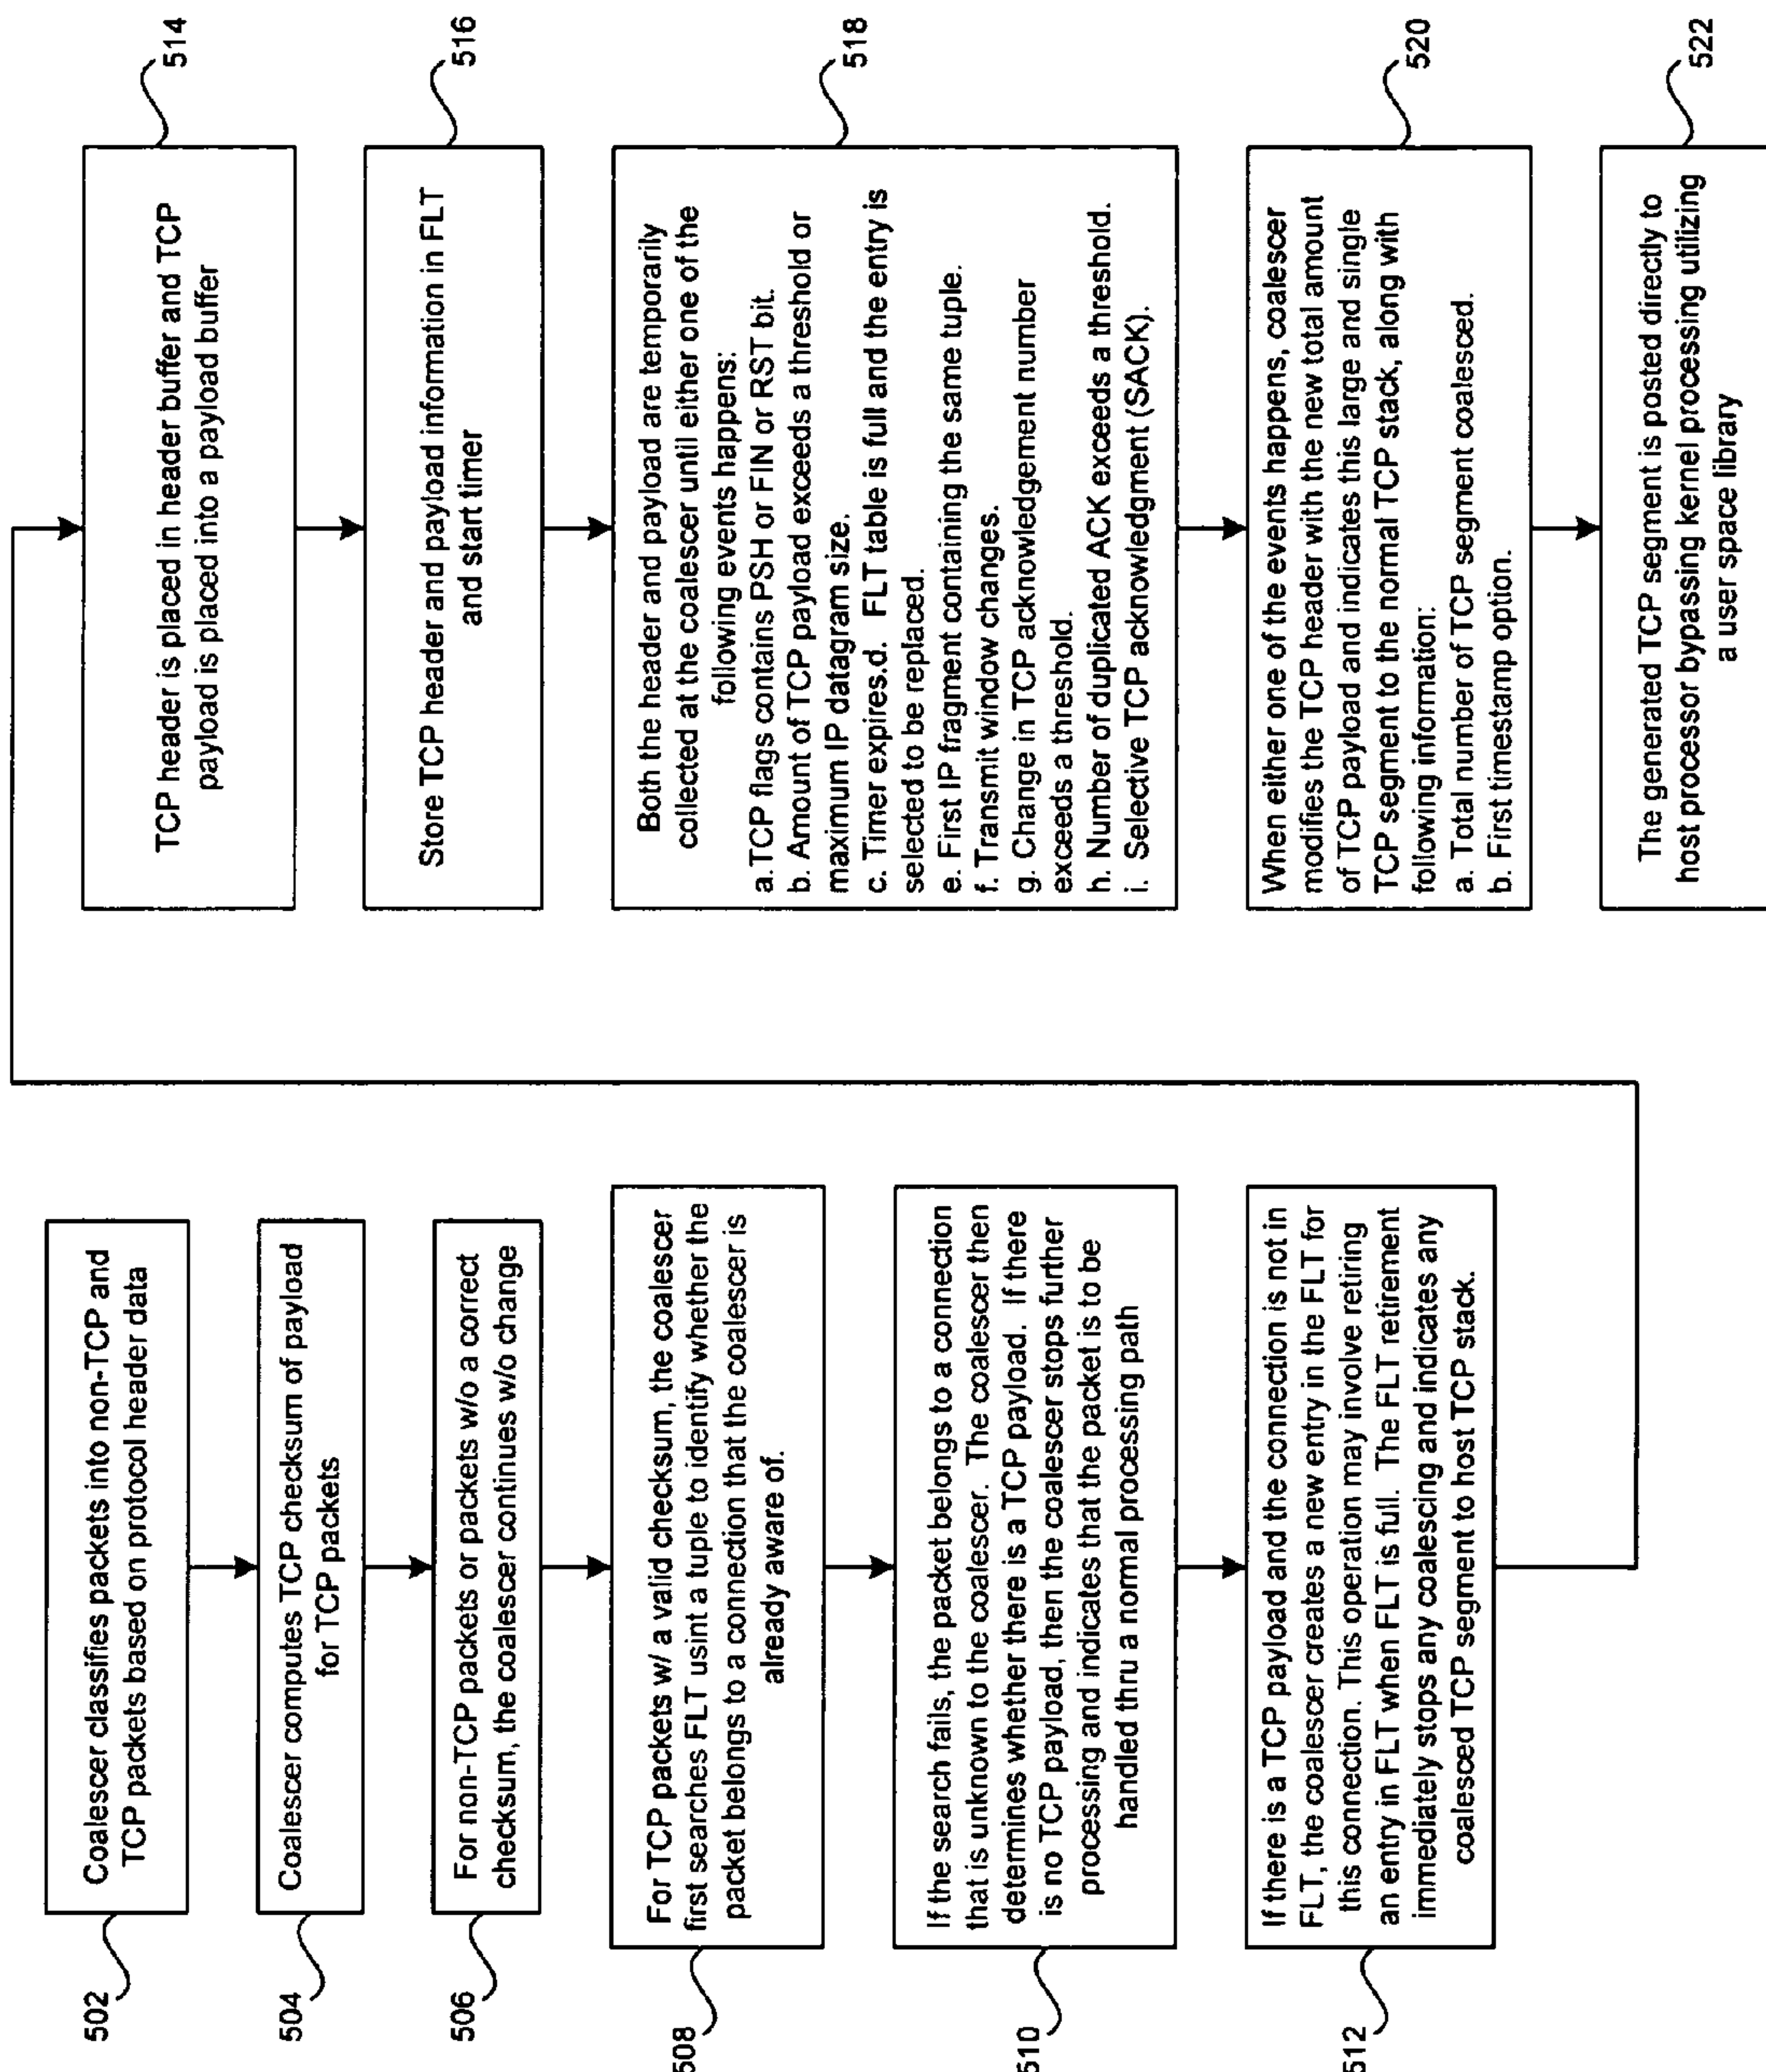 502
Coalescer classifies packets into non-TCP and
TCP packets based on protocol header data
504
Coalescer computes TCP checksum of payload
for TCP packets
506
For non-TCP packets or packets w/o a correct
checksum, the coalescer continues w/o change
508
For TCP packets w/ a valid checksum, the coalescer
first searches FLT usint a tuple to identify whether the
packet belongs to a connection that the coalescer is
already aware of.
510
If the search fails, the packet belongs to a connection
that is unknown to the coalescer. The coalescer then
determines whether there is a TCP payload. If there
is no TCP payload, then the coalescer stops further
processing and indicates that the packet is to be
handled thru a normal processing path
512
If there is a TCP payload and the connection is not in
FLT, the coalescer creates a new entry in the FLT for
this connection. This operation may involve retiring
an entry in FLT when FLT is full. The FLT retirement
immediately stops any coalescing and indicates any
coalesced TCP segment to host TCP stack.
514
TCP header is placed in header buffer and TCP
payload is placed into a payload buffer
516
Store TCP header and payload information in FLT
and start timer
518
Both the header and payload are temporarily
collected at the coalescer until either one of the
following events happens:
a. TCP flags contains PSH or FIN or RST bit.
b. Amount of TCP payload exceeds a threshold or
maximum IP datagram size.
c. Timer expires.d. FLT table is full and the entry is
selected to be replaced.
e. First IP fragment containing the same tuple.
f. Transmit window changes.
g. Change in TCP acknowledgement number
exceeds a threshold.
h. Number of duplicated ACK exceeds a threshold.
i. Selective TCP acknowledgment (SACK).
520
When either one of the events happens, coalescer
modifies the TCP header with the new total amount
of TCP payload and indicates this large and single
TCP segment to the normal TCP stack, along with
following information:
a. Total number of TCP segment coalesced.
b. First timestamp option.
522
The generated TCP segment is posted directly to
host processor bypassing kernel processing utilizing
a user space library